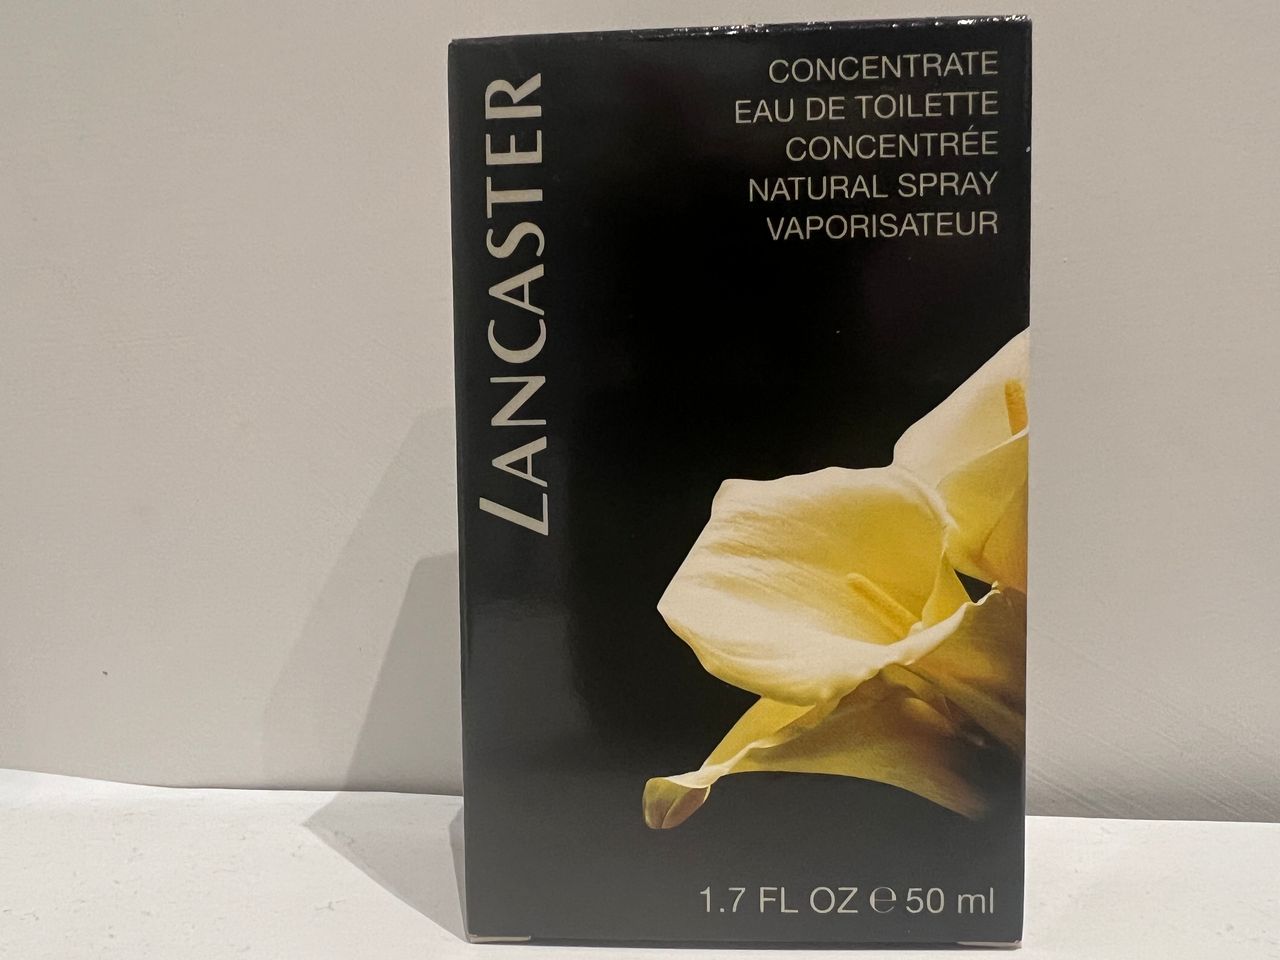 LANCASTER
CONCENTRATE
EAU DE TOILETTE
CONCENTRÉE
NATURAL SPRAY
VAPORISATEUR
1.7 FL OZ ℮ 50 ml